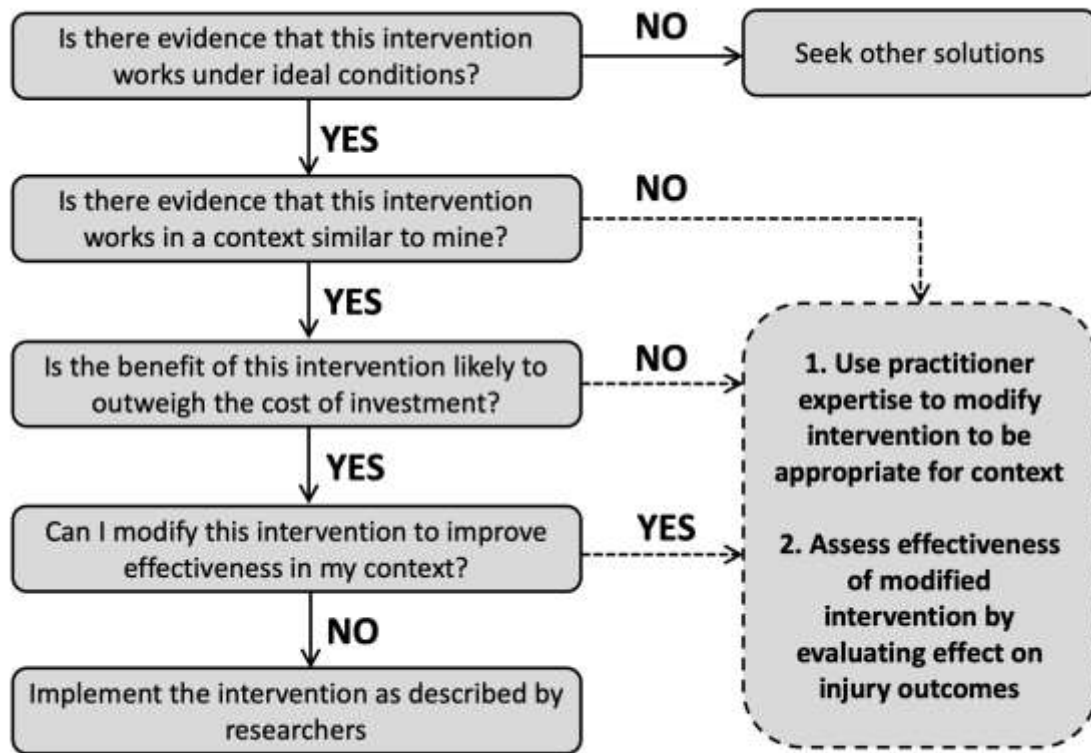 Is there evidence that this intervention
works under ideal conditions?
NO
Seek other solutions
YES
Is there evidence that this intervention
works in a context similar to mine?
NO
YES
Is the benefit of this intervention likely to
outweigh the cost of investment?
NO
YES
Can I modify this intervention to improve
effectiveness in my context?
YES
NO
Implement the intervention as described by
researchers
1. Use practitioner
expertise to modify
intervention to be
appropriate for context
2. Assess effectiveness
of modified
intervention by
evaluating effect on
injury outcomes